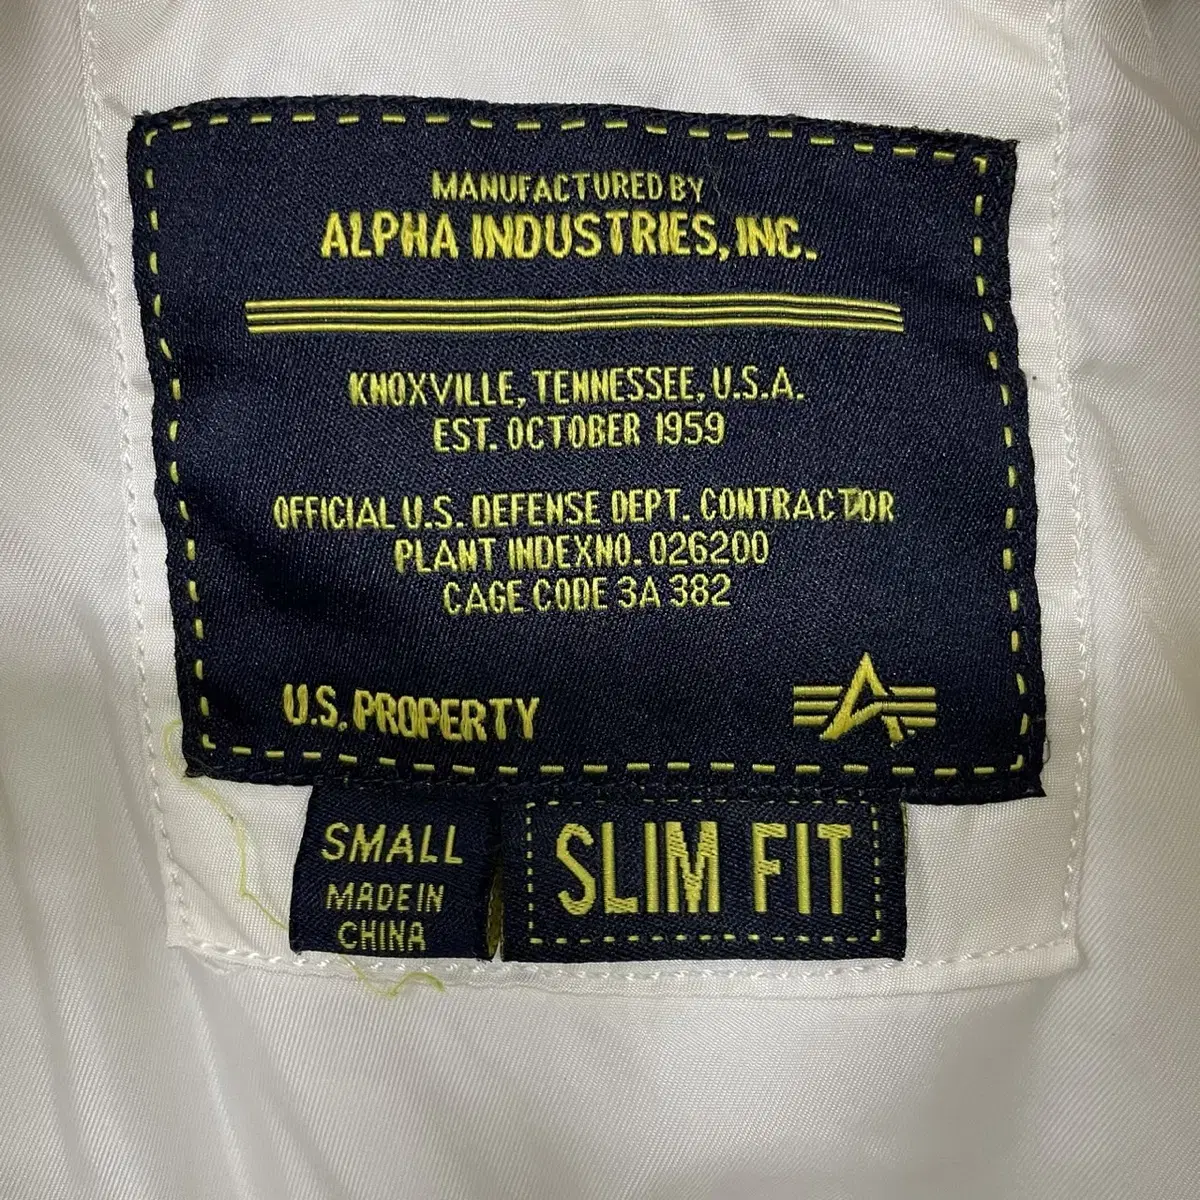 MANUFACTURED BY
ALPHA INDUSTRIES, INC.
KNOXVILLE, TENNESSEE, U.S.A.
EST. OCTOBER 1959
OFFICIAL U.S. DEFENSE DEPT. CONTRACTOR
PLANT INDEXNO. 026200
CAGE CODE 3A 382
U.S. PROPERTY
SMALL
MADE IN
CHINA
SLIM FIT